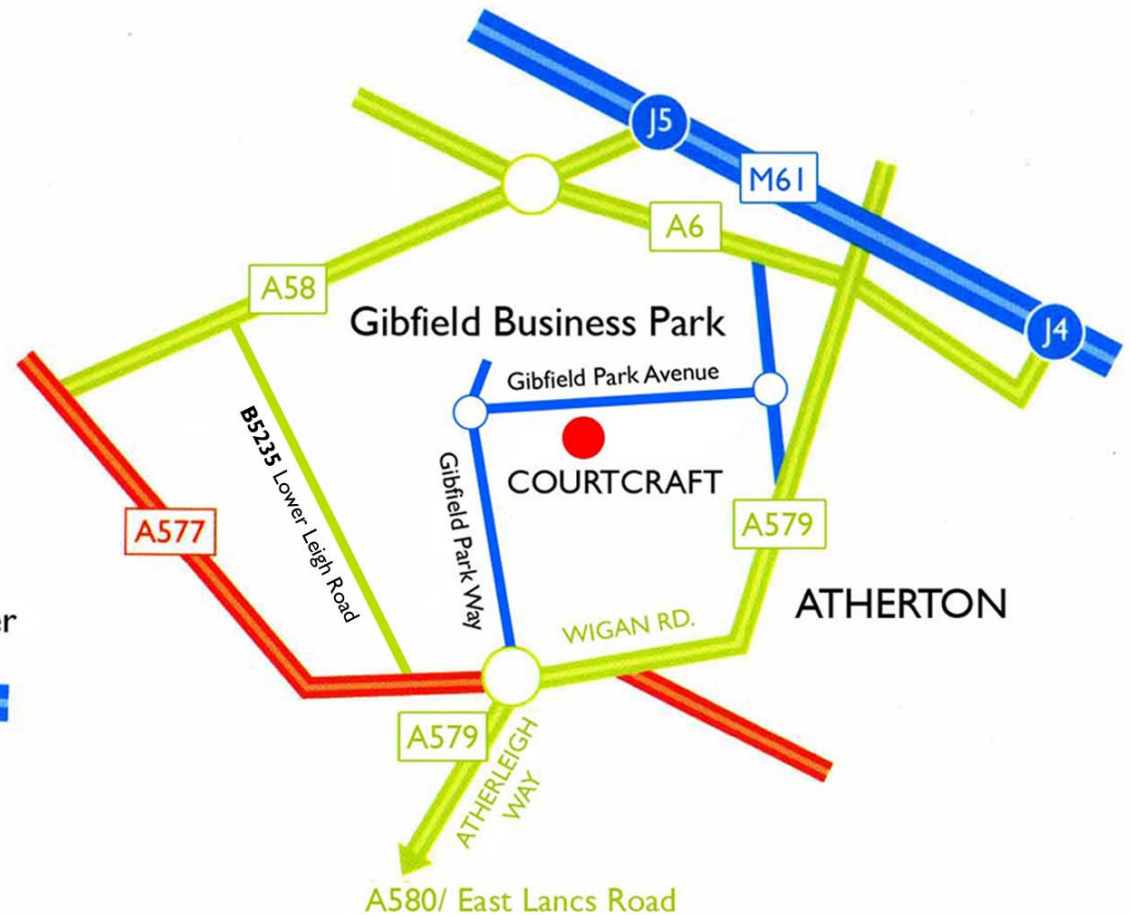 J5
M61
A6
A58
J4
Gibfield Business Park
Gibfield Park Avenue
B5235 Lower Leigh Road
COURTCRAFT
Gibfield Park Way
A577
A579
ATHERTON
WIGAN RD.
er
A579
ATHERLEIGH
WAY
A580/ East Lancs Road